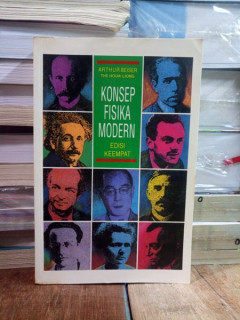 ARTHUR BEISER
THE HOUW LIONG
KONSEP
FISIKA
MODERN
EDISI
KEEMPAT